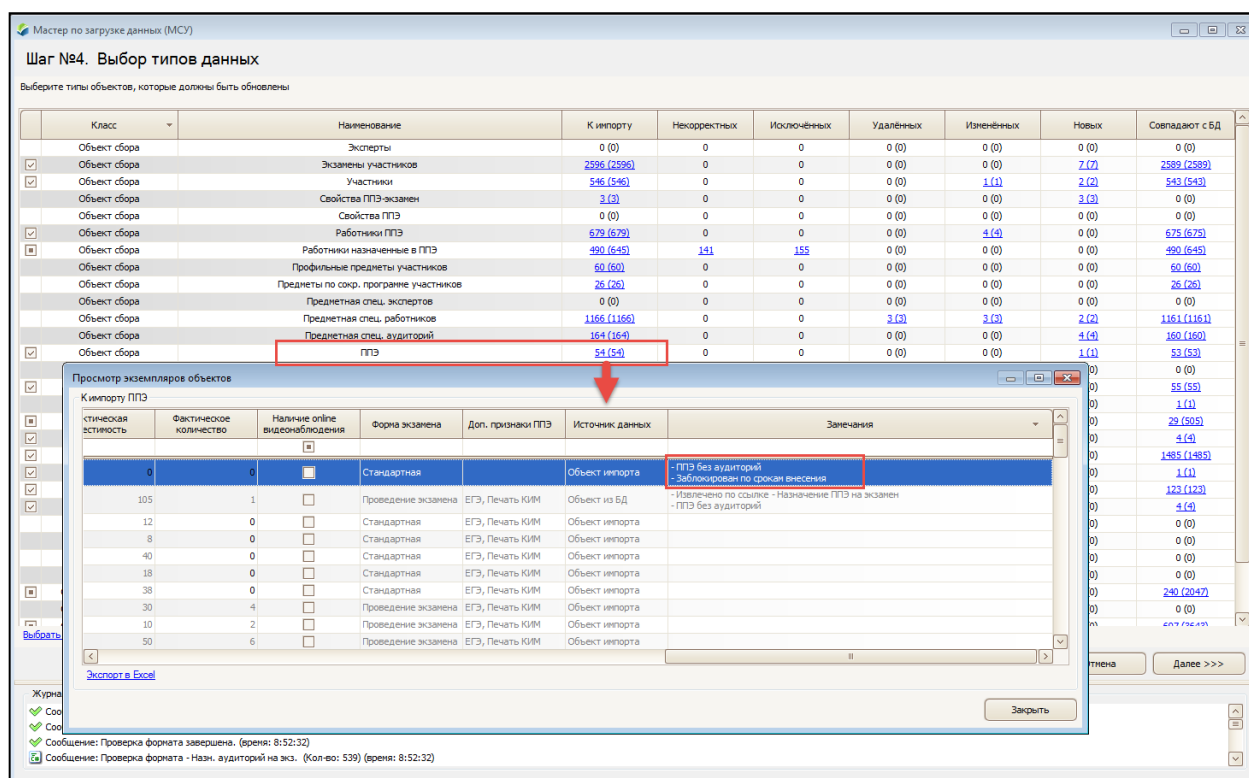 Мастер по загрузке данных (МСУ)
Шаг №4. Выбор типов данных
Выберите типы объектов, которые должны быть обновлены
Класс Наименование К импорту Некорректных Исключённых Удалённых Изменённых Новых Совпадают с БД
Объект сбора Эксперты 0 (0) 0 0 0 (0) 0 (0) 0 (0) 0 (0)
Объект сбора Экзамены участников 2596 (2596) 0 0 0 (0) 0 (0) 7 (7) 2589 (2589)
Объект сбора Участники 546 (546) 0 0 0 (0) 1 (1) 2 (2) 543 (543)
Объект сбора Свойства ППЭ-экзамен 3 (3) 0 0 0 (0) 0 (0) 3 (3) 0 (0)
Объект сбора Свойства ППЭ 0 (0) 0 0 0 (0) 0 (0) 0 (0) 0 (0)
Объект сбора Работники ППЭ 679 (679) 0 0 0 (0) 4 (4) 0 (0) 675 (675)
Объект сбора Работники назначенные в ППЭ 490 (645) 141 155 0 (0) 0 (0) 0 (0) 490 (645)
Объект сбора Профильные предметы участников 60 (60) 0 0 0 (0) 0 (0) 0 (0) 60 (60)
Объект сбора Предметы по сокр. программе участников 26 (26) 0 0 0 (0) 0 (0) 0 (0) 26 (26)
Объект сбора Предметная спец. экспертов 0 (0) 0 0 0 (0) 0 (0) 0 (0) 0 (0)
Объект сбора Предметная спец. работников 1166 (1166) 0 0 3 (3) 3 (3) 2 (2) 1161 (1161)
Объект сбора Предметная спец. аудиторий 164 (164) 0 0 0 (0) 0 (0) 4 (4) 160 (160)
Объект сбора ППЭ 54 (54) 0 0 0 (0) 0 (0) 1 (1) 53 (53)
0 (0)
55 (55)
1 (1)
29 (505)
4 (4)
1485 (1485)
1 (1)
123 (123)
4 (4)
0 (0)
0 (0)
0 (0)
0 (0)
240 (2047)
0 (0)
Просмотр экземпляров объектов
К импорту ППЭ
Фактическое количество Наличие online видеонаблюдения Форма экзамена Доп. признаки ППЭ Источник данных Замечания
0 0 Стандартная Объект импорта - ППЭ без аудиторий
- Заблокирован по срокам внесения
105 1 Проведение экзамена ЕГЭ, Печать КИМ Объект из БД - Извлечено по ссылке - Назначение ППЭ на экзамен
- ППЭ без аудиторий
12 0 Стандартная ЕГЭ, Печать КИМ Объект импорта
8 0 Стандартная ЕГЭ, Печать КИМ Объект импорта
40 0 Стандартная ЕГЭ, Печать КИМ Объект импорта
18 0 Стандартная ЕГЭ, Печать КИМ Объект импорта
38 0 Стандартная ЕГЭ, Печать КИМ Объект импорта
30 4 Проведение экзамена ЕГЭ, Печать КИМ Объект импорта
10 2 Проведение экзамена ЕГЭ, Печать КИМ Объект импорта
50 6 Проведение экзамена ЕГЭ, Печать КИМ Объект импорта
Экспорт в Excel
Закрыть
Выбрать
Далее >>>
Сообщение: Проверка формата завершена. (время: 8:52:32)
Сообщение: Проверка формата - Назн. аудиторий на экз. (Кол-во: 539) (время: 8:52:32)